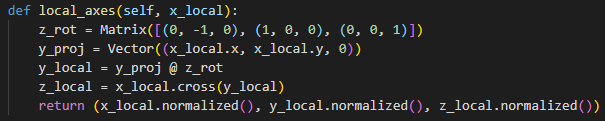 def local_axes(self, x_local):
    z_rot = Matrix([(0, -1, 0), (1, 0, 0), (0, 0, 1)])
    y_proj = Vector((x_local.x, x_local.y, 0))
    y_local = y_proj @ z_rot
    z_local = x_local.cross(y_local)
    return (x_local.normalized(), y_local.normalized(), z_local.normalized())